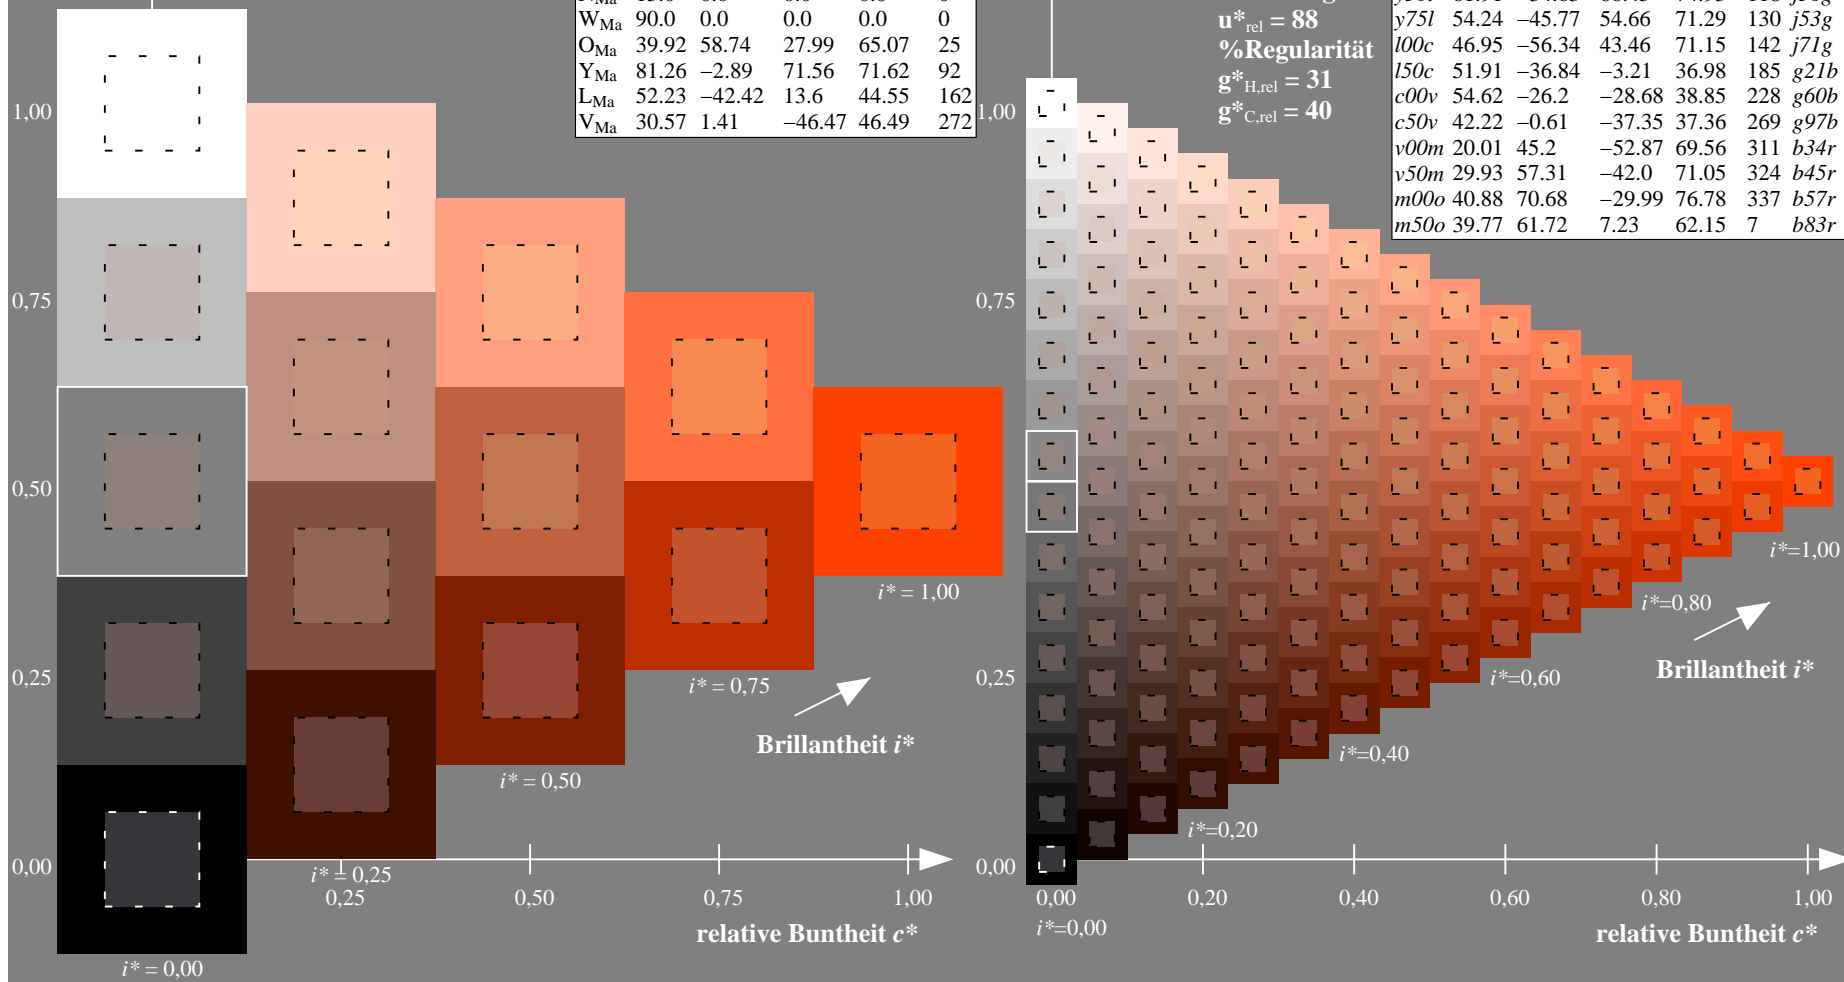 W_Ma 90.0 0.0 0.0 0.0 0
O_Ma 39.92 58.74 27.99 65.07 25
Y_Ma 81.26 −2.89 71.56 71.62 92
L_Ma 52.23 −42.42 13.6 44.55 162
V_Ma 30.57 1.41 −46.47 46.49 272
1,00
0,75
0,50
0,25
0,00
i* = 1,00
i* = 0,75
Brillantheit i*
i* = 0,50
i* = 0,25
0,25 0,50 0,75 1,00
relative Buntheit c*
i* = 0,00
u*rel = 88
%Regularität
g*H,rel = 31
g*C,rel = 40
y75l 54.24 −45.77 54.66 71.29 130 j53g
l00c 46.95 −56.34 43.46 71.15 142 j71g
l50c 51.91 −36.84 −3.21 36.98 185 g21b
c00v 54.62 −26.2 −28.68 38.85 228 g60b
c50v 42.22 −0.61 −37.35 37.36 269 g97b
v00m 20.01 45.2 −52.87 69.56 311 b34r
v50m 29.93 57.31 −42.0 71.05 324 b45r
m00o 40.88 70.68 −29.99 76.78 337 b57r
m50o 39.77 61.72 7.23 62.15 7 b83r
1,00
0,75
0,50
0,25
0,00
i*=1,00
i*=0,80
Brillantheit i*
i*=0,60
i*=0,40
i*=0,20
0,00 0,20 0,40 0,60 0,80 1,00
i*=0,00
relative Buntheit c*